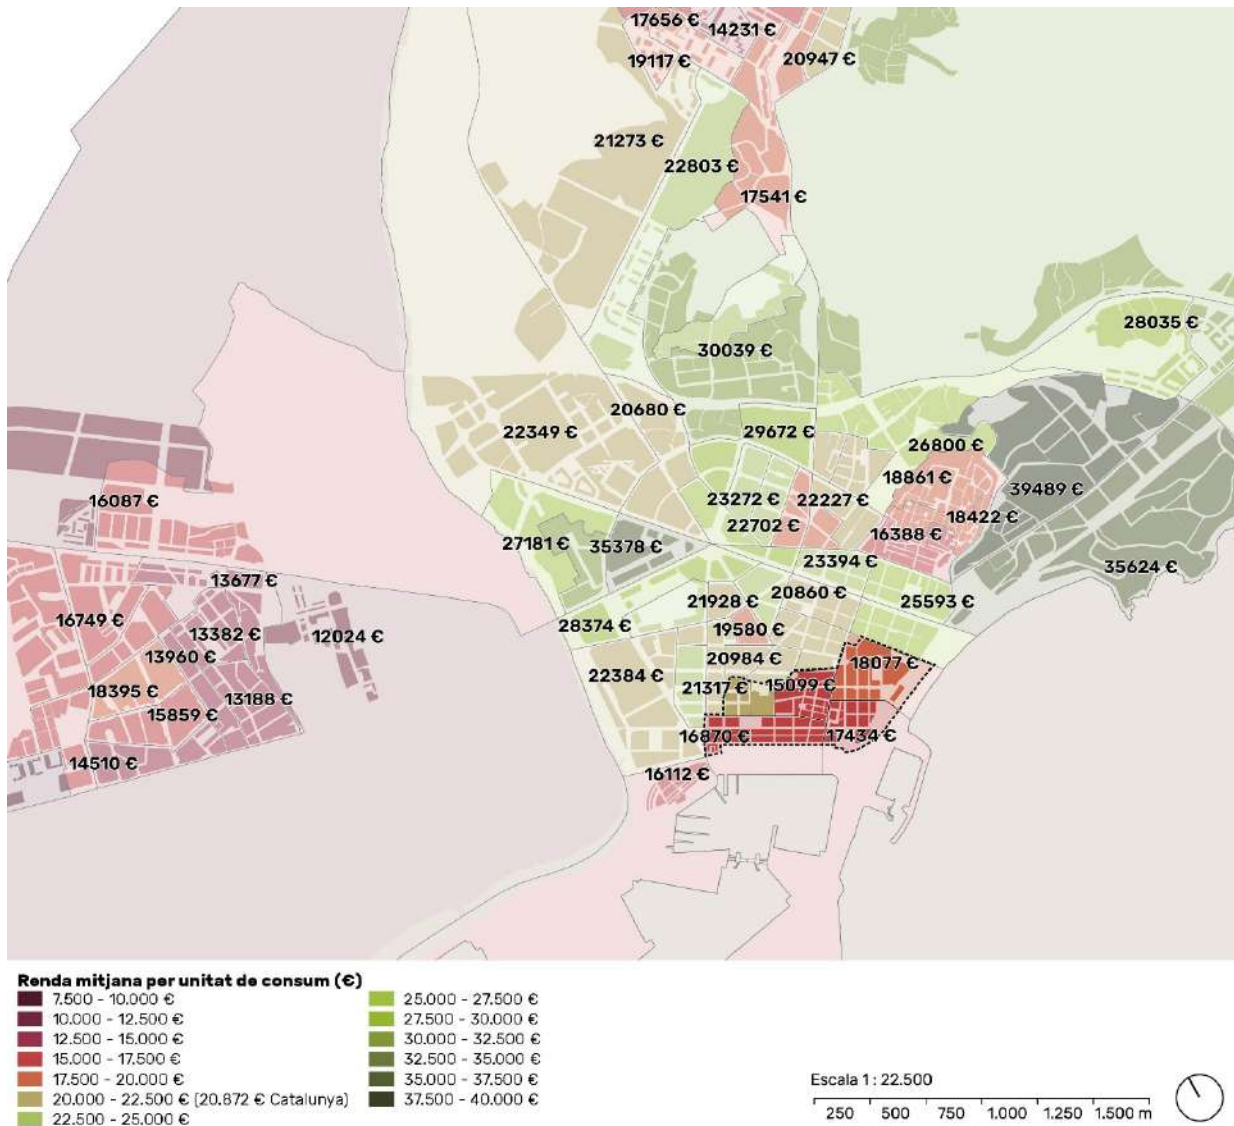 17656 €
14231 €
19117 €
20947 €
21273 €
22803 €
17541 €
28035 €
30039 €
20680 €
22349 €
29672 €
26800 €
18861 €
39489 €
16087 €
23272 €
22227 €
18422 €
22702 €
16388 €
27181 €
35378 €
23394 €
35624 €
13677 €
21928 €
20860 €
25593 €
16749 €
13382 €
12024 €
28374 €
19580 €
13960 €
20984 €
18077 €
18395 €
13188 €
22384 €
21317 €
15099 €
15859 €
16870 €
17434 €
14510 €
16112 €
Renda mitjana per unitat de consum (€)
7.500 - 10.000 €
10.000 - 12.500 €
12.500 - 15.000 €
15.000 - 17.500 €
17.500 - 20.000 €
20.000 - 22.500 € (20.872 € Catalunya)
22.500 - 25.000 €
25.000 - 27.500 €
27.500 - 30.000 €
30.000 - 32.500 €
32.500 - 35.000 €
35.000 - 37.500 €
37.500 - 40.000 €
Escala 1 : 22.500
250 500 750 1.000 1.250 1.500 m